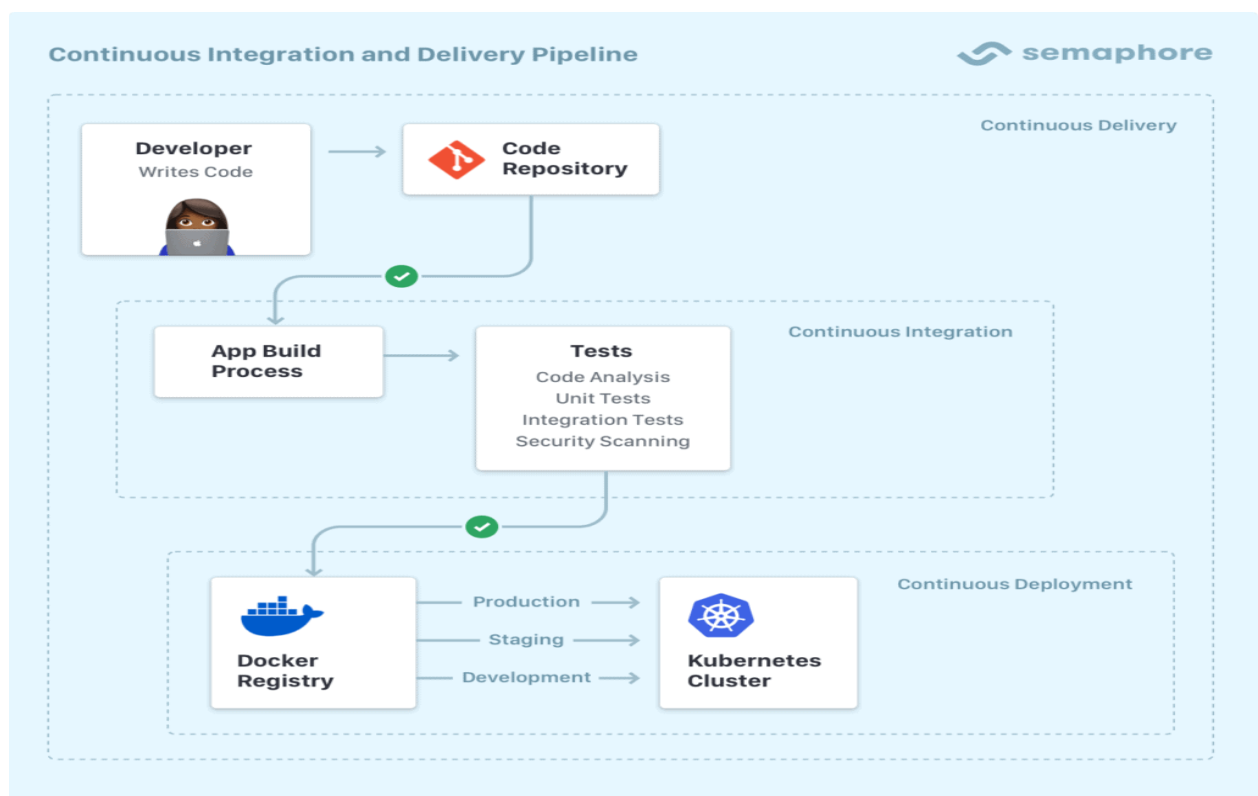 Continuous Integration and Delivery Pipeline
semaphore
Continuous Delivery
Developer
Writes Code
Code
Repository
Continuous Integration
App Build
Process
Tests
Code Analysis
Unit Tests
Integration Tests
Security Scanning
Continuous Deployment
Docker
Registry
Production
Staging
Development
Kubernetes
Cluster